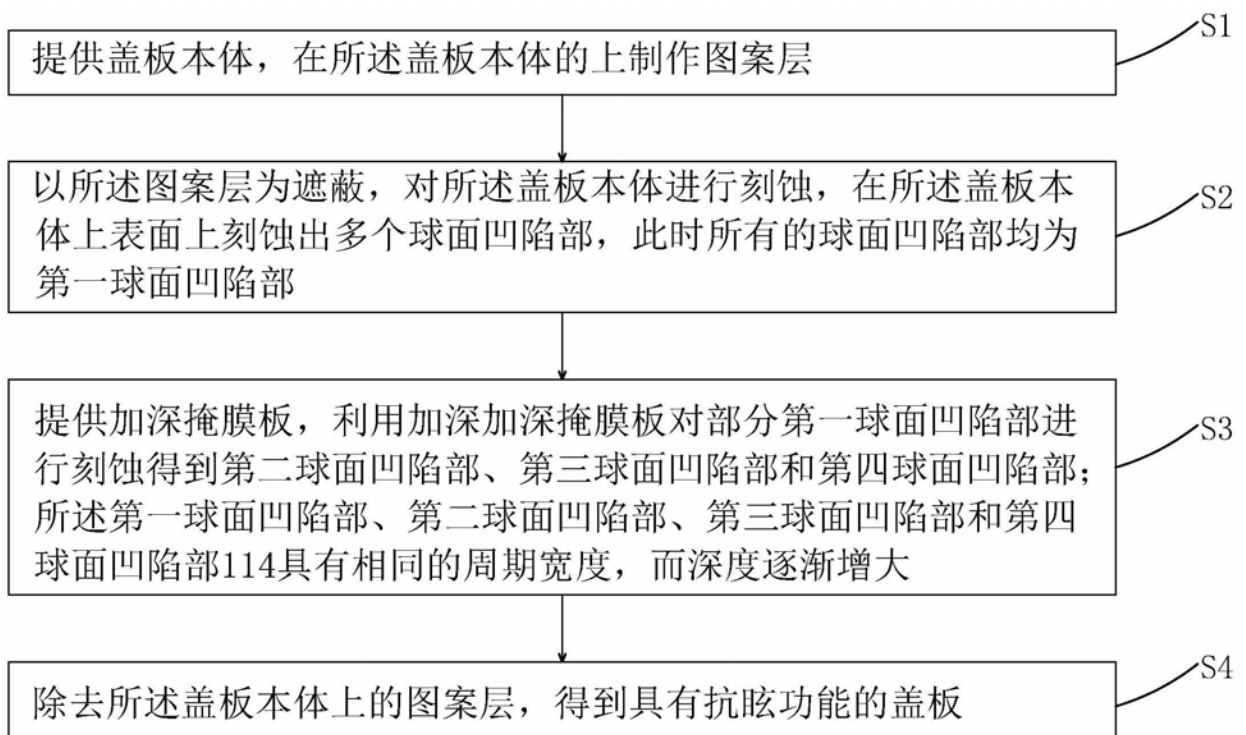 提供盖板本体，在所述盖板本体的上制作图案层
S1
以所述图案层为遮蔽，对所述盖板本体进行刻蚀，在所述盖板本
体上表面上刻蚀出多个球面凹陷部，此时所有的球面凹陷部均为
第一球面凹陷部
S2
提供加深掩膜板，利用加深加深掩膜板对部分第一球面凹陷部进
行刻蚀得到第二球面凹陷部、第三球面凹陷部和第四球面凹陷部；
所述第一球面凹陷部、第二球面凹陷部、第三球面凹陷部和第四
球面凹陷部114具有相同的周期宽度，而深度逐渐增大
S3
除去所述盖板本体上的图案层，得到具有抗眩功能的盖板
S4